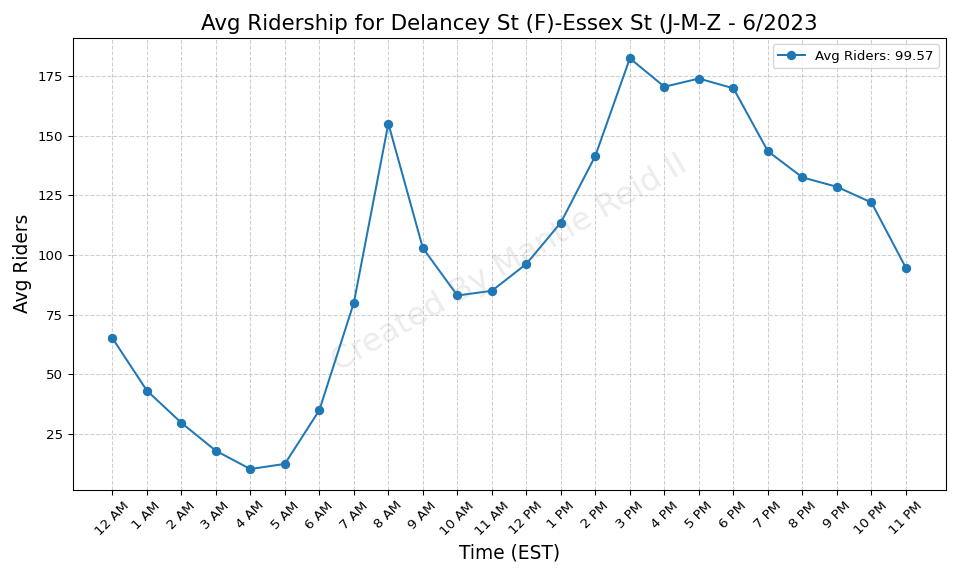 Avg Ridership for Delancey St (F)-Essex St (J-M-Z - 6/2023
Avg Riders: 99.57
Avg Riders
175
150
125
100
75
50
25
Created By Mantie Reid II
12 AM
1 AM
2 AM
3 AM
4 AM
5 AM
6 AM
7 AM
8 AM
9 AM
10 AM
11 AM
12 PM
1 PM
2 PM
3 PM
4 PM
5 PM
6 PM
7 PM
8 PM
9 PM
10 PM
11 PM
Time (EST)